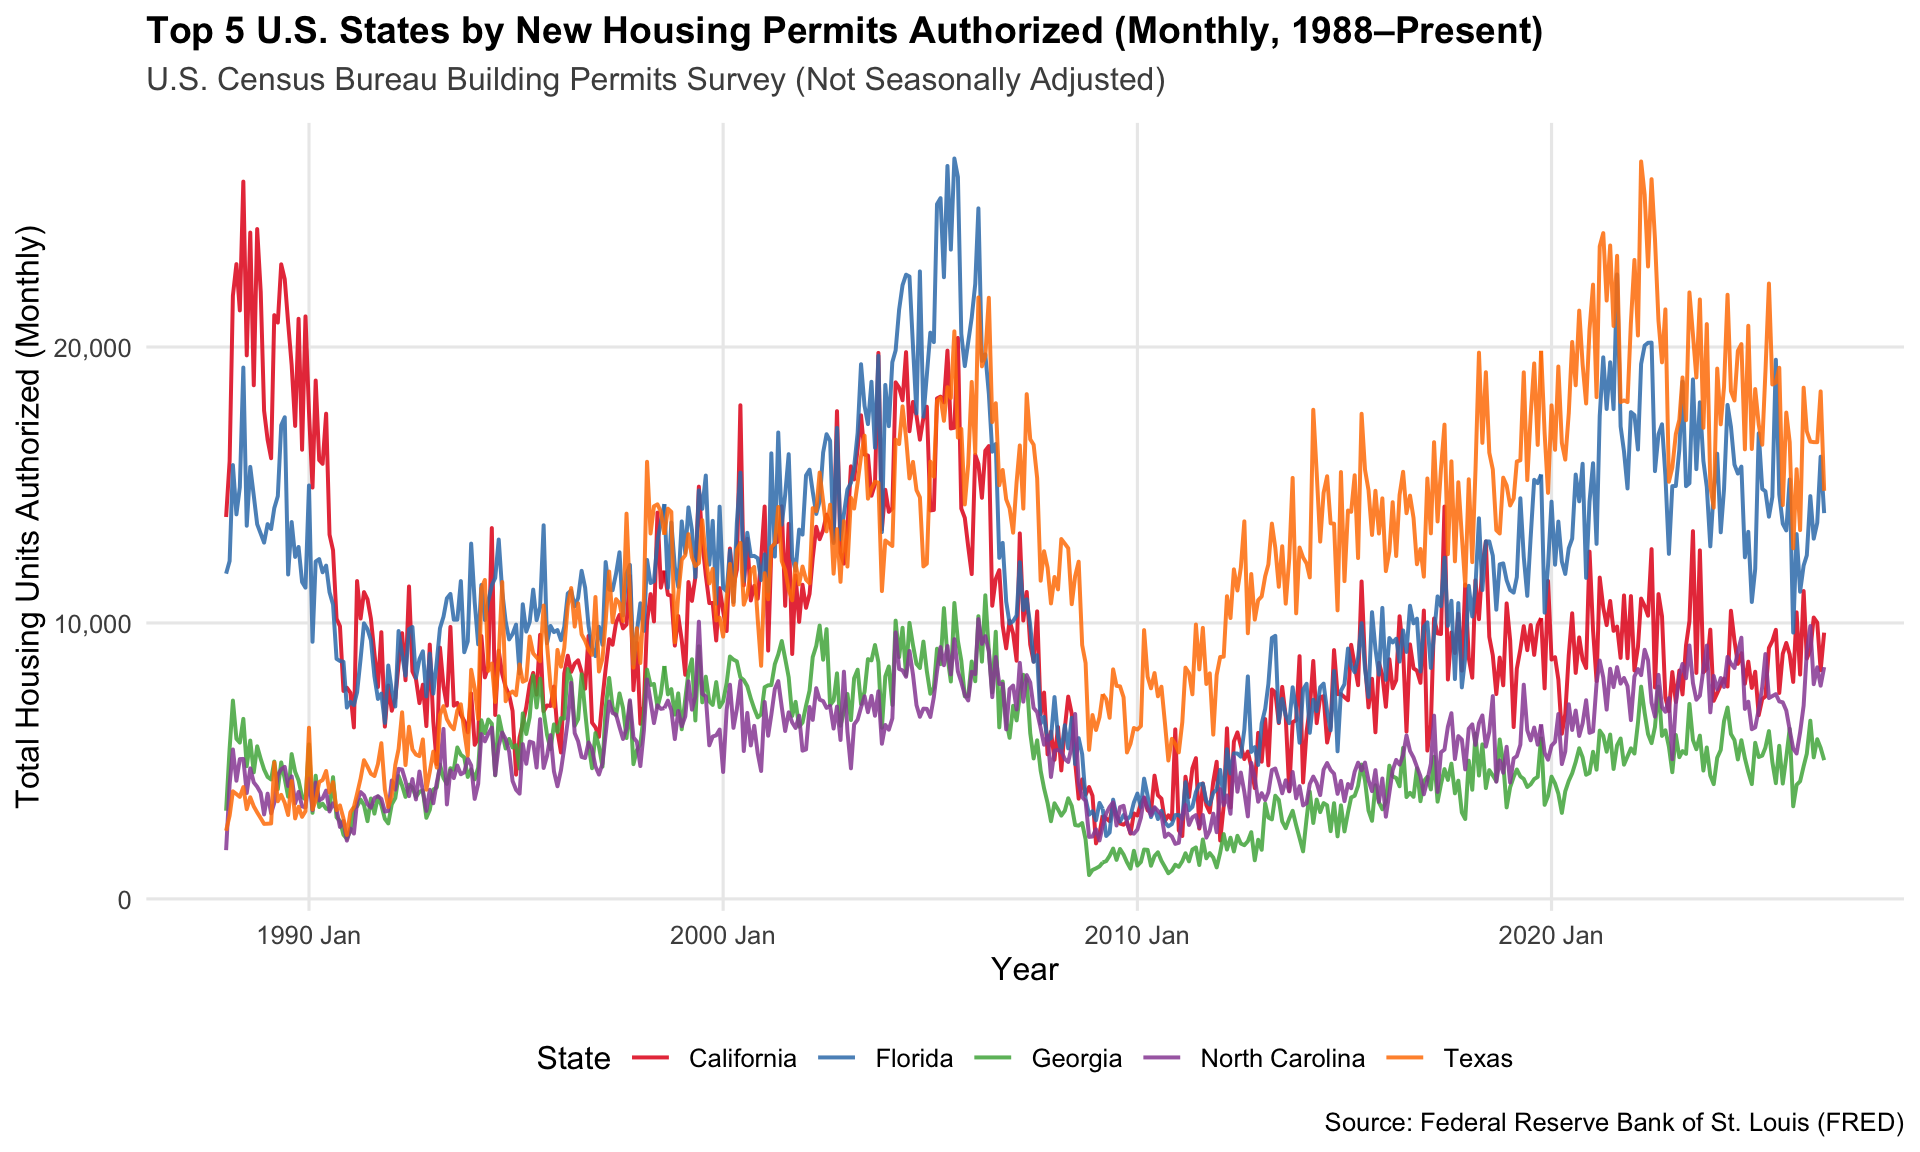 Top 5 U.S. States by New Housing Permits Authorized (Monthly, 1988–Present)
U.S. Census Bureau Building Permits Survey (Not Seasonally Adjusted)
Total Housing Units Authorized (Monthly)
20,000
10,000
0
1990 Jan
2000 Jan
2010 Jan
2020 Jan
Year
State California Florida Georgia North Carolina Texas
Source: Federal Reserve Bank of St. Louis (FRED)